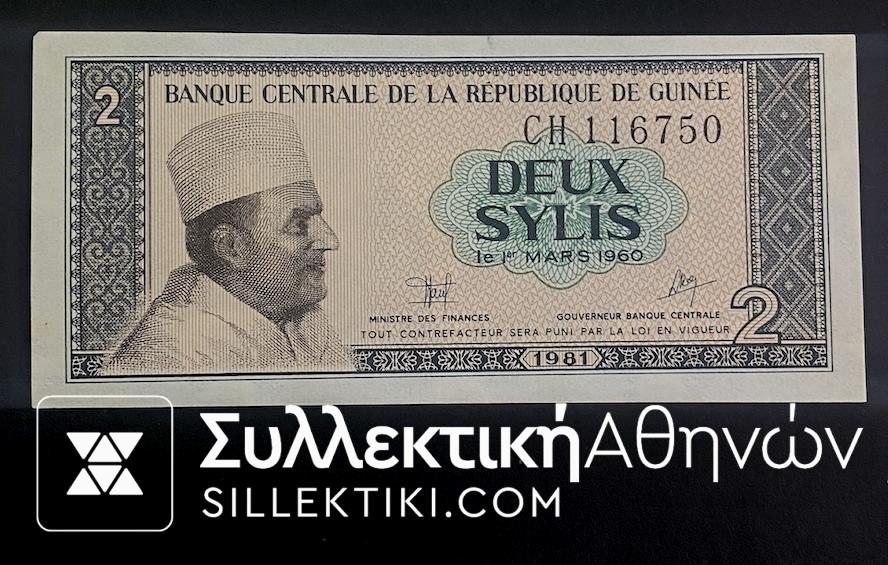 2
BANQUE CENTRALE DE LA RÉPUBLIQUE DE GUINÉE
CH 116750
DEUX
SYLIS
le 1er MARS 1960
MINISTRE DES FINANCES GOUVERNEUR BANQUE CENTRALE
TOUT CONTREFACTEUR SERA PUNI PAR LA LOI EN VIGUEUR
2
1981
ΣυλλεκτικήΑθηνών
SILLEKTIKI.COM